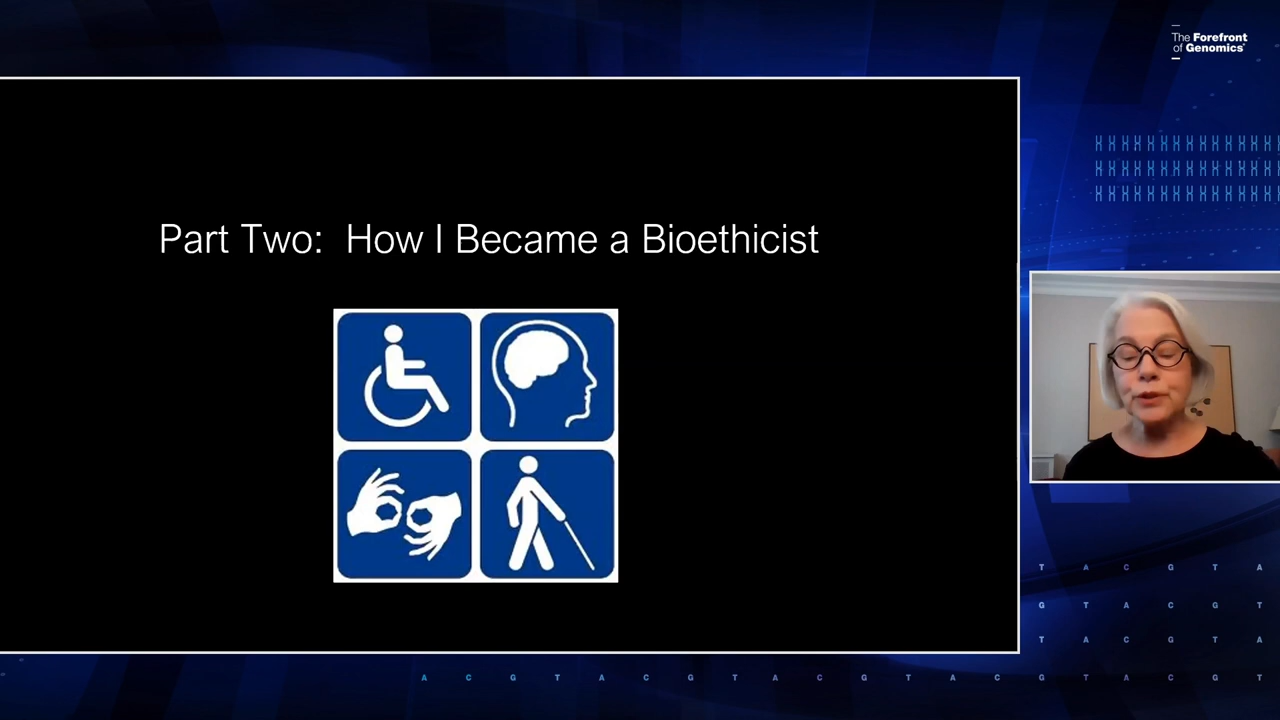 The Forefront
of Genomics®
Part Two: How I Became a Bioethicist
T A C G T A
G T A C G T
T A C G T A
A C G T A C G T A C G T A C G T A C G T